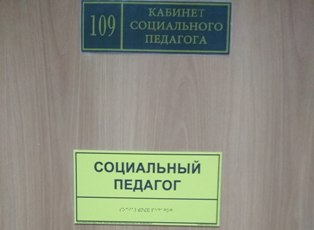 109
КАБИНЕТ
СОЦИАЛЬНОГО
ПЕДАГОГА
СОЦИАЛЬНЫЙ
ПЕДАГОГ